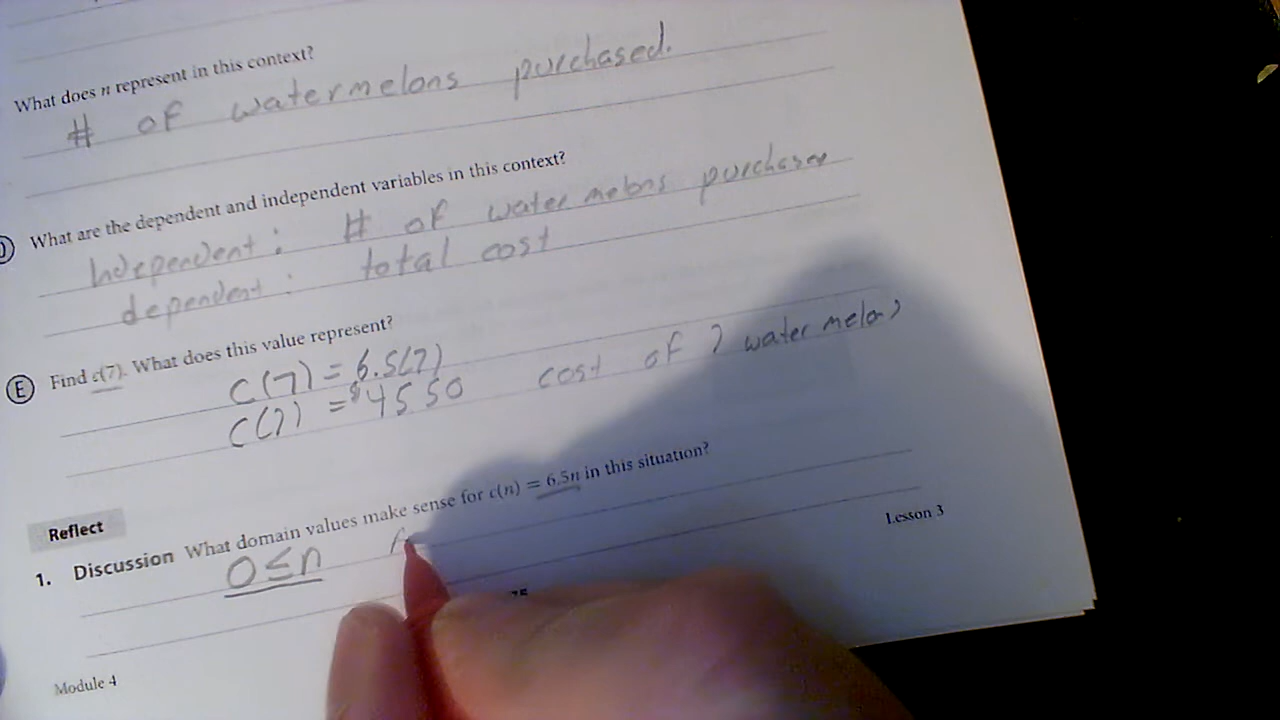 What does n represent in this context?
# of watermelons purchased.
What are the dependent and independent variables in this context?
Independent: # of watermelons purchased
dependent: total cost
E Find c(7). What does this value represent?
c(7) = 6.5(7)
c(7) = $45.50 cost of 7 watermelons
Reflect
1. Discussion What domain values make sense for c(n) = 6.5n in this situation?
0 ≤ n
Lesson 3
Module 4